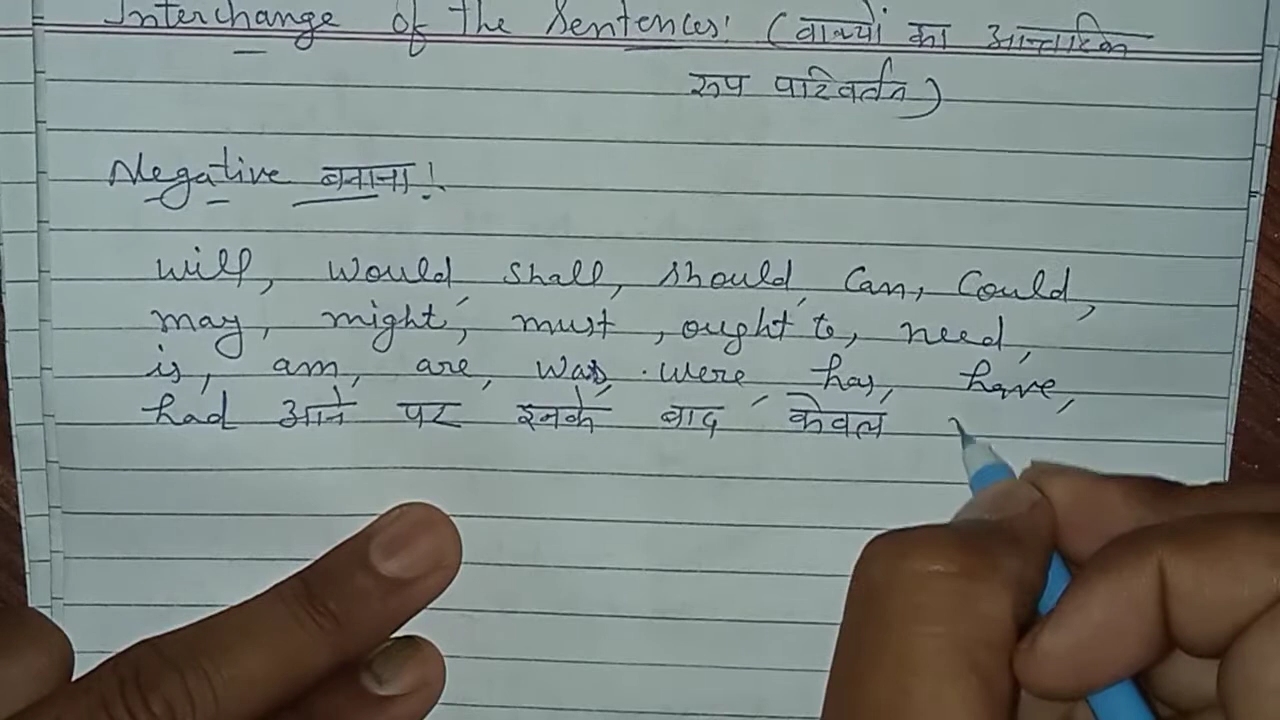 Interchange of the Sentences: (वाक्यों का आन्तरिक
रूप परिवर्तन)
Negative बनाना!
will, would, shall, should, can, could,
may, might, must, ought to, need,
is, am, are, was, were, has, have,
had आने पर इनके बाद केवल